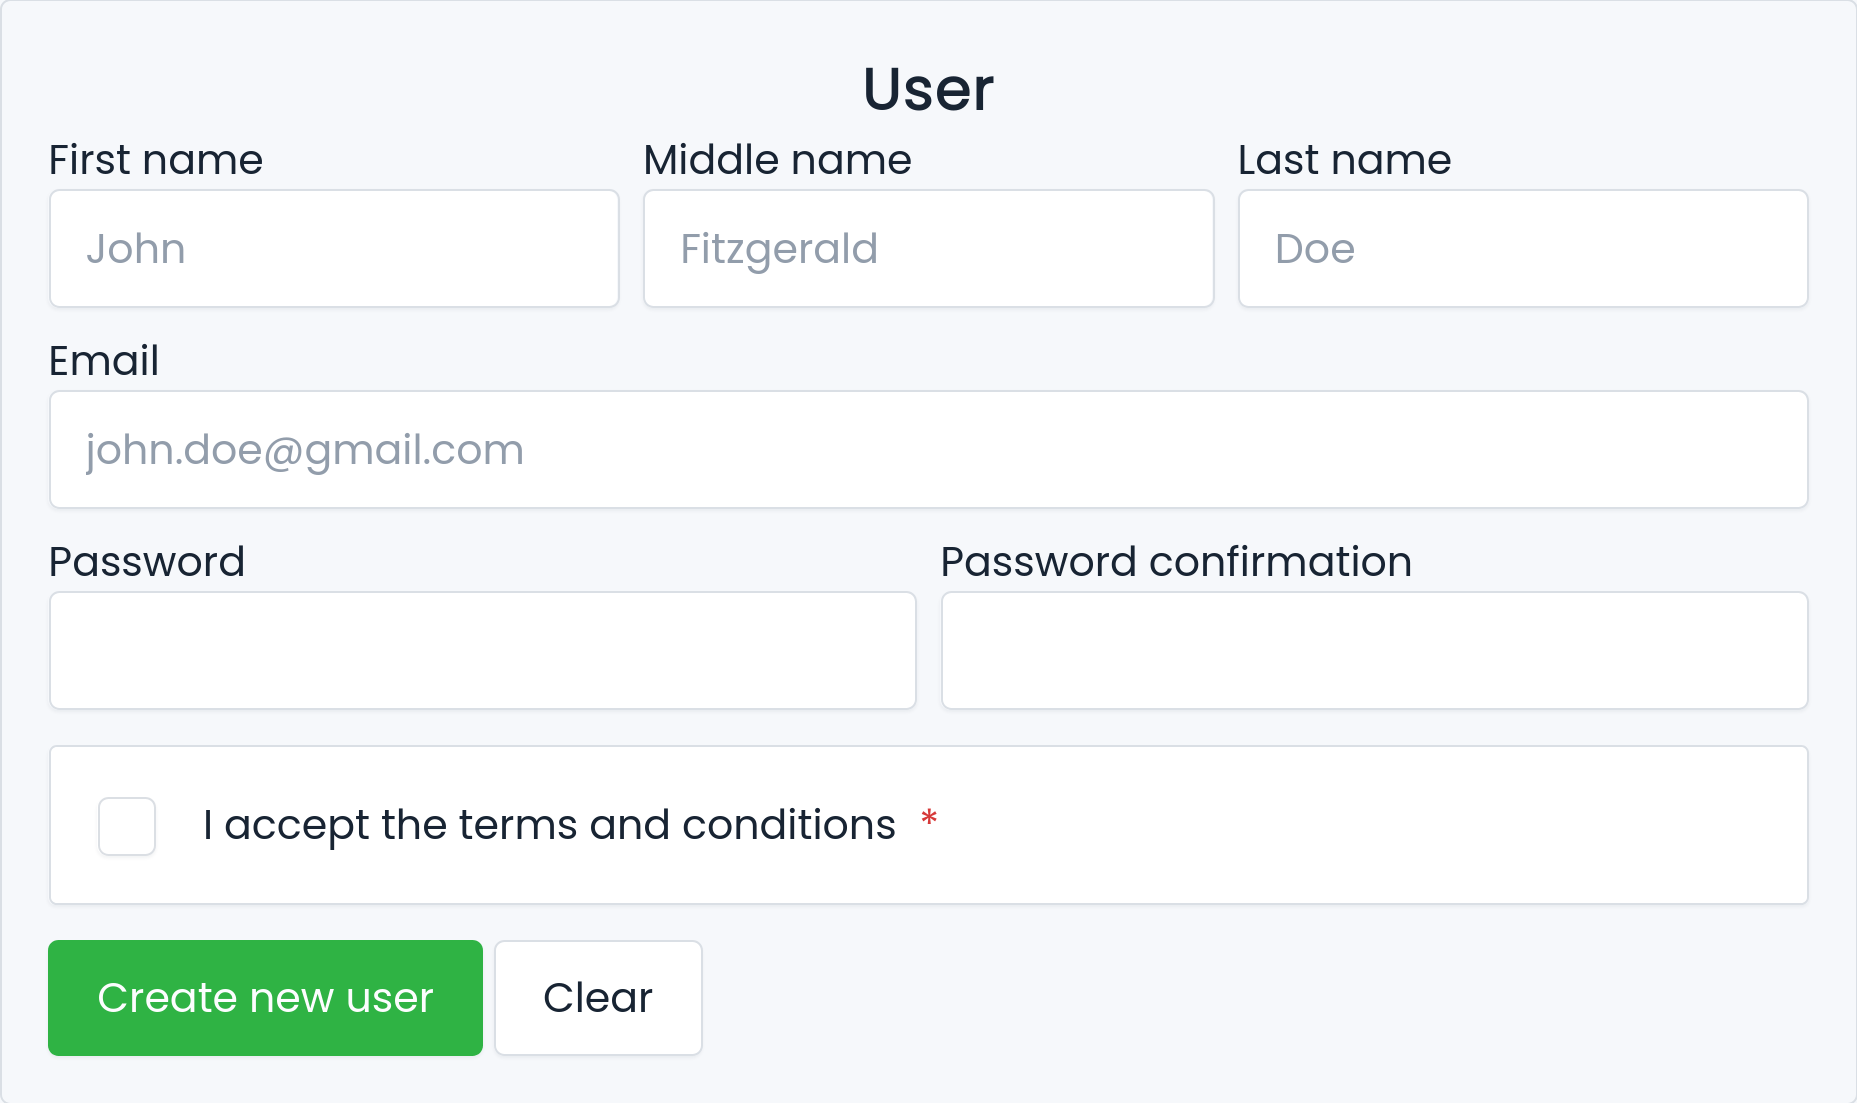 User
First name Middle name Last name
John Fitzgerald Doe
Email
john.doe@gmail.com
Password Password confirmation
I accept the terms and conditions *
Create new user Clear